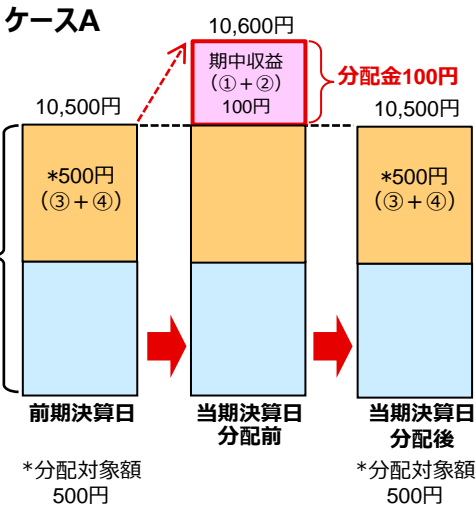 ケースA
10,600円
期中収益
（①＋②）
100円
分配金100円
10,500円
10,500円
*500円
（③＋④）
*500円
（③＋④）
前期決算日
当期決算日
分配前
当期決算日
分配後
*分配対象額
500円
*分配対象額
500円